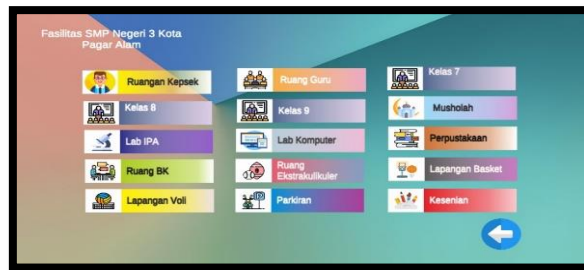 Fasilitas SMP Negeri 3 Kota
Pagar Alam
Ruangan Kepsek
Ruang Guru
Kelas 7
Kelas 8
Kelas 9
Musholah
Lab IPA
Lab Komputer
Perpustakaan
Ruang BK
Ruang
Ekstrakulikuler
Lapangan Basket
Lapangan Voli
Parkiran
Kesenian